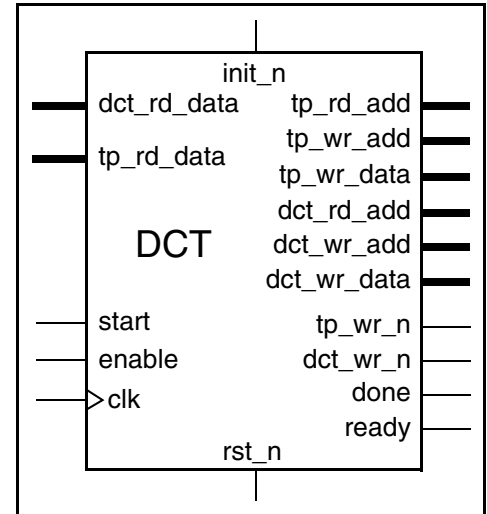 init_n
dct_rd_data
tp_rd_add
tp_wr_add
tp_rd_data
tp_wr_data
dct_rd_add
DCT
dct_wr_add
dct_wr_data
start
tp_wr_n
enable
dct_wr_n
clk
done
ready
rst_n